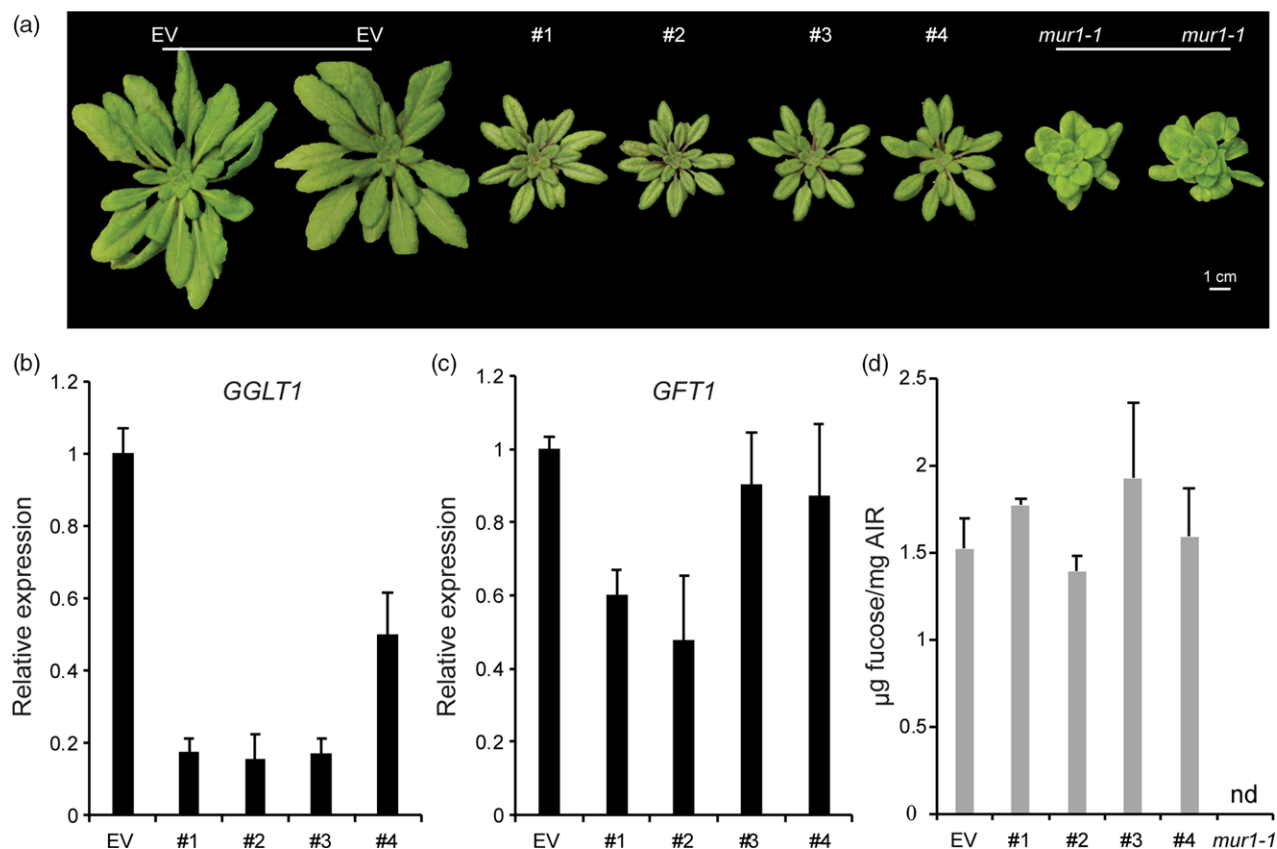 (a)
EV EV #1 #2 #3 #4 mur1-1 mur1-1
1 cm
(b)
GGLT1
Relative expression
1.2
1
0.8
0.6
0.4
0.2
0
EV #1 #2 #3 #4
(c)
GFT1
Relative expression
1.2
1
0.8
0.6
0.4
0.2
0
EV #1 #2 #3 #4
(d)
µg fucose/mg AIR
2.5
2
1.5
1
0.5
0
nd
EV #1 #2 #3 #4 mur1-1